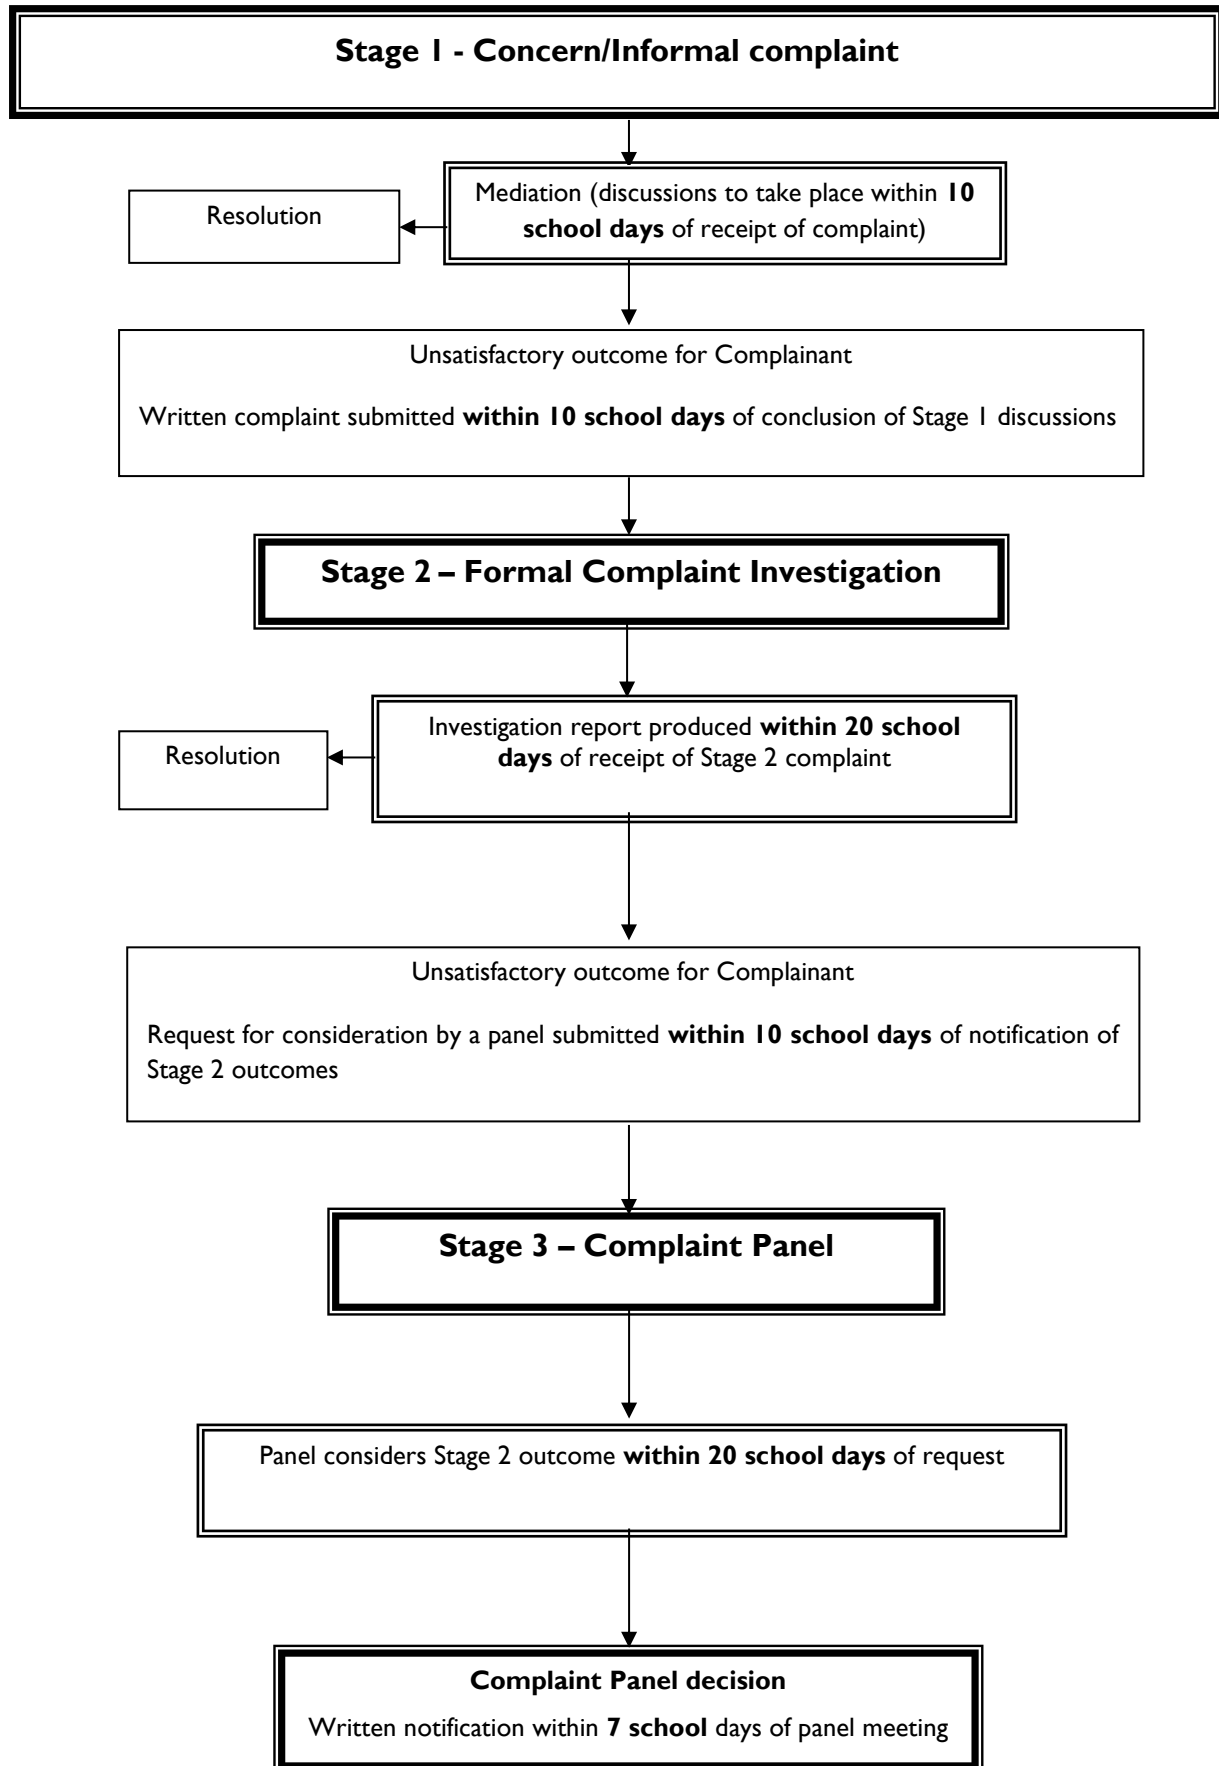 Stage 1 - Concern/Informal complaint
Mediation (discussions to take place within 10
school days of receipt of complaint)
Resolution
Unsatisfactory outcome for Complainant
Written complaint submitted within 10 school days of conclusion of Stage 1 discussions
Stage 2 – Formal Complaint Investigation
Investigation report produced within 20 school
days of receipt of Stage 2 complaint
Resolution
Unsatisfactory outcome for Complainant
Request for consideration by a panel submitted within 10 school days of notification of
Stage 2 outcomes
Stage 3 – Complaint Panel
Panel considers Stage 2 outcome within 20 school days of request
Complaint Panel decision
Written notification within 7 school days of panel meeting